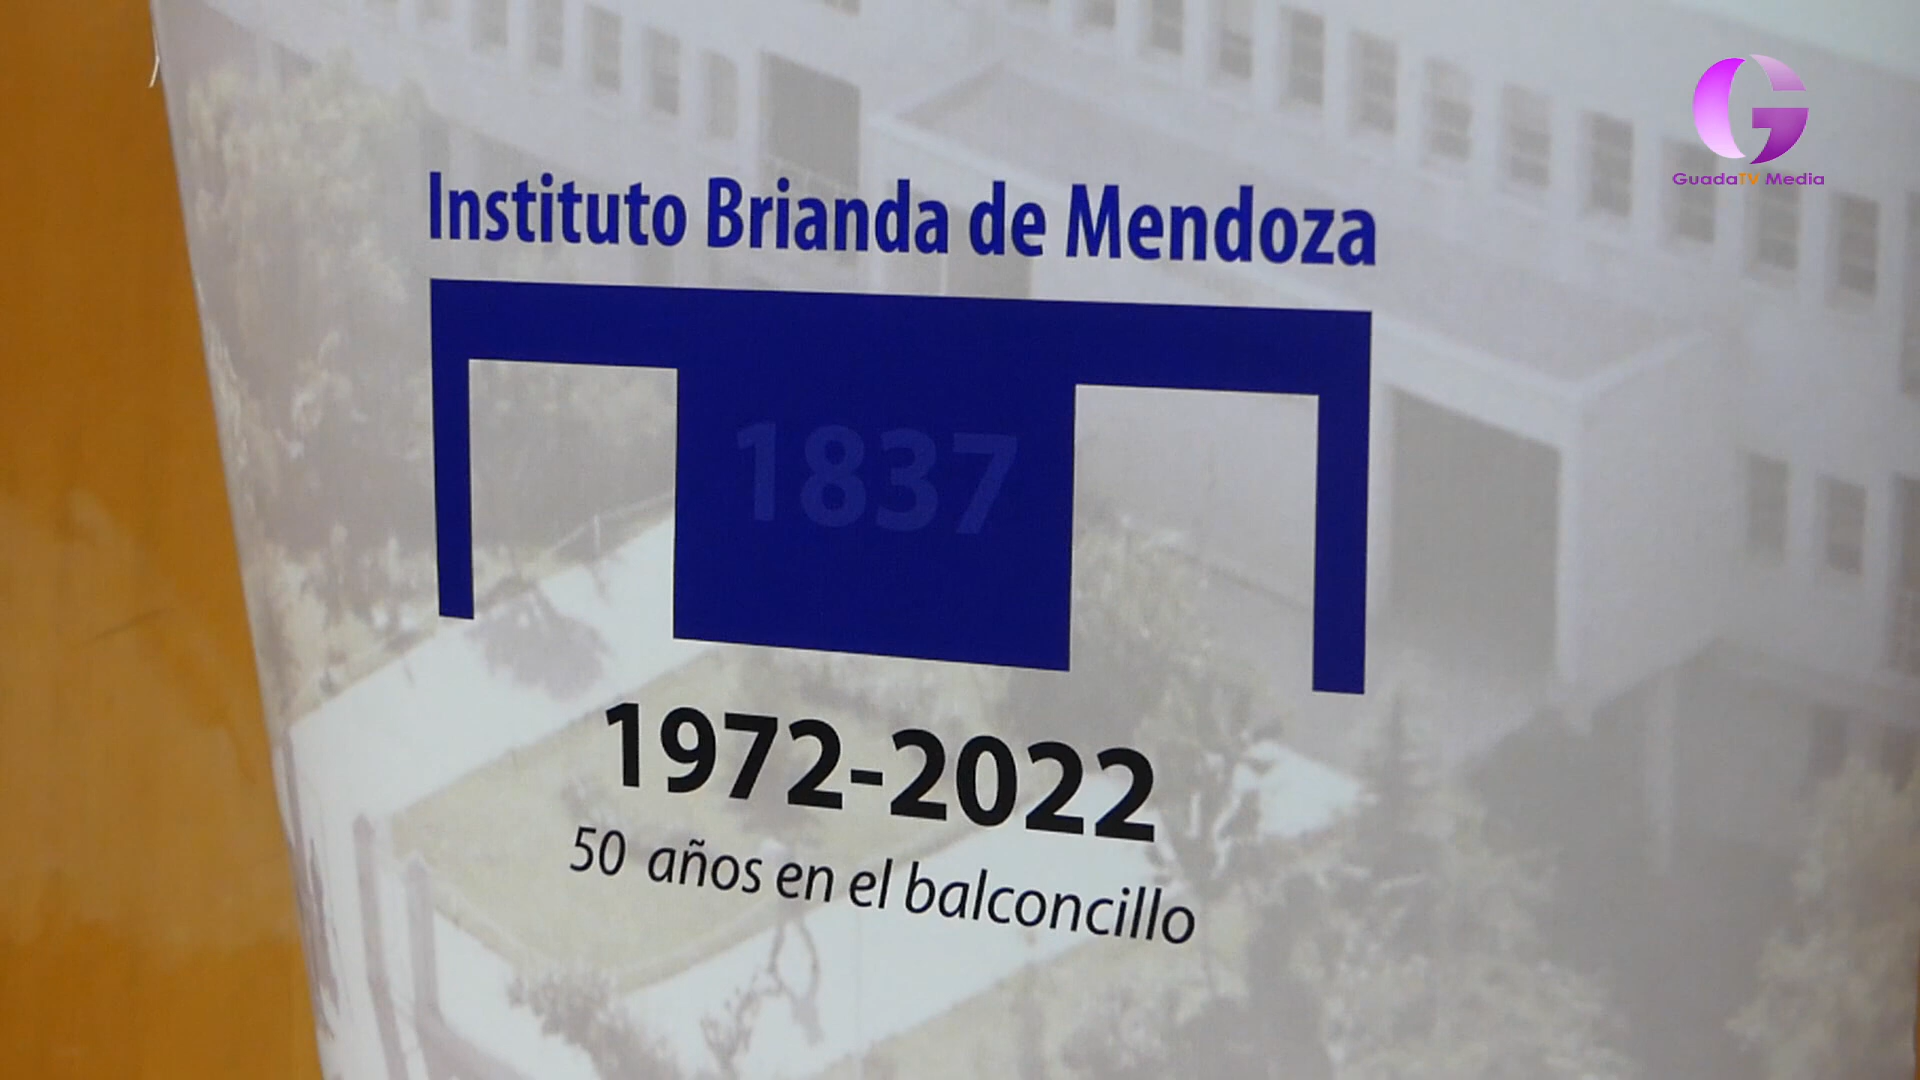 GuadaTV Media
Instituto Brianda de Mendoza
1837
1972-2022
50 años en el balconcillo